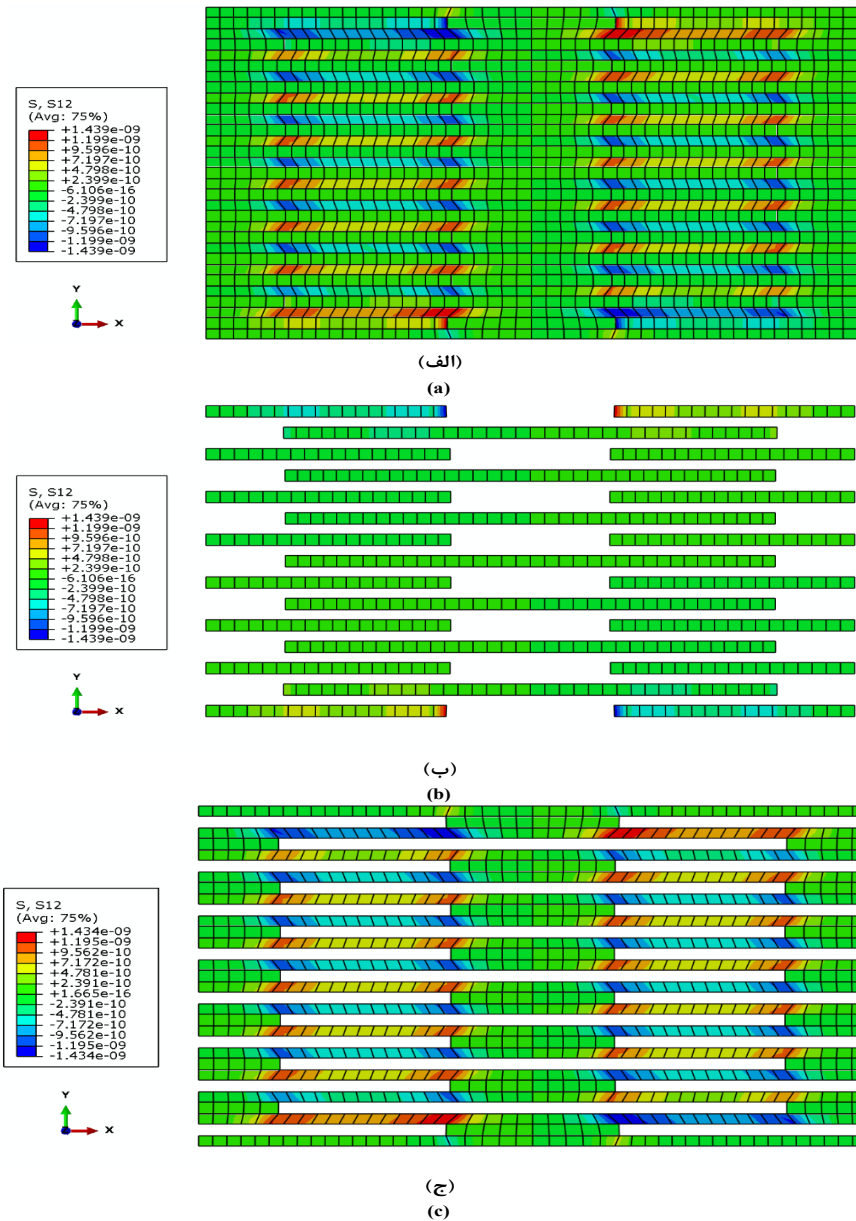 S, S12
(Avg: 75%)
+1.439e-09
+1.199e-09
+9.596e-10
+7.197e-10
+4.798e-10
+2.399e-10
-6.106e-16
-2.399e-10
-4.798e-10
-7.197e-10
-9.596e-10
-1.199e-09
-1.439e-09
Y
X
(الف)
(a)
S, S12
(Avg: 75%)
+1.439e-09
+1.199e-09
+9.596e-10
+7.197e-10
+4.798e-10
+2.399e-10
-6.106e-16
-2.399e-10
-4.798e-10
-7.197e-10
-9.596e-10
-1.199e-09
-1.439e-09
Y
X
(ب)
(b)
S, S12
(Avg: 75%)
+1.434e-09
+1.195e-09
+9.562e-10
+7.172e-10
+4.781e-10
+2.391e-10
+1.665e-16
-2.391e-10
-4.781e-10
-7.172e-10
-9.562e-10
-1.195e-09
-1.434e-09
Y
X
(ج)
(c)